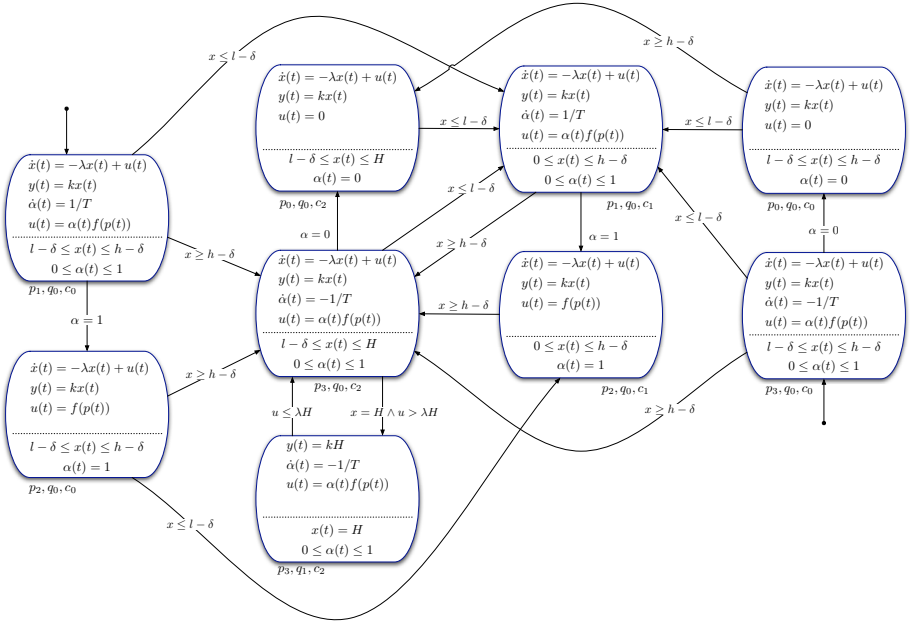 x ≤ l − δ
x ≥ h − δ
ẋ(t) = −λx(t) + u(t)
y(t) = kx(t)
u(t) = 0
l − δ ≤ x(t) ≤ H
α(t) = 0
p₀, q₀, c₂
x ≤ l − δ
ẋ(t) = −λx(t) + u(t)
y(t) = kx(t)
α̇(t) = 1/T
u(t) = α(t)f(p(t))
0 ≤ x(t) ≤ h − δ
0 ≤ α(t) ≤ 1
p₁, q₀, c₁
x ≤ l − δ
ẋ(t) = −λx(t) + u(t)
y(t) = kx(t)
u(t) = 0
l − δ ≤ x(t) ≤ h − δ
α(t) = 0
p₀, q₀, c₀
ẋ(t) = −λx(t) + u(t)
y(t) = kx(t)
α̇(t) = 1/T
u(t) = α(t)f(p(t))
l − δ ≤ x(t) ≤ h − δ
0 ≤ α(t) ≤ 1
p₁, q₀, c₀
x ≥ h − δ
α = 0
x ≤ l − δ
x ≥ h − δ
α = 1
x ≤ l − δ
α = 0
ẋ(t) = −λx(t) + u(t)
y(t) = kx(t)
α̇(t) = −1/T
u(t) = α(t)f(p(t))
l − δ ≤ x(t) ≤ H
0 ≤ α(t) ≤ 1
p₃, q₀, c₂
x ≥ h − δ
ẋ(t) = −λx(t) + u(t)
y(t) = kx(t)
u(t) = f(p(t))
0 ≤ x(t) ≤ h − δ
α(t) = 1
p₂, q₀, c₁
ẋ(t) = −λx(t) + u(t)
y(t) = kx(t)
α̇(t) = −1/T
u(t) = α(t)f(p(t))
l − δ ≤ x(t) ≤ h − δ
0 ≤ α(t) ≤ 1
p₃, q₀, c₀
α = 1
ẋ(t) = −λx(t) + u(t)
y(t) = kx(t)
u(t) = f(p(t))
l − δ ≤ x(t) ≤ h − δ
α(t) = 1
p₂, q₀, c₀
x ≥ h − δ
u ≤ λH
x = H ∧ u > λH
x ≥ h − δ
y(t) = kH
α̇(t) = −1/T
u(t) = α(t)f(p(t))
x(t) = H
0 ≤ α(t) ≤ 1
p₃, q₁, c₂
x ≤ l − δ